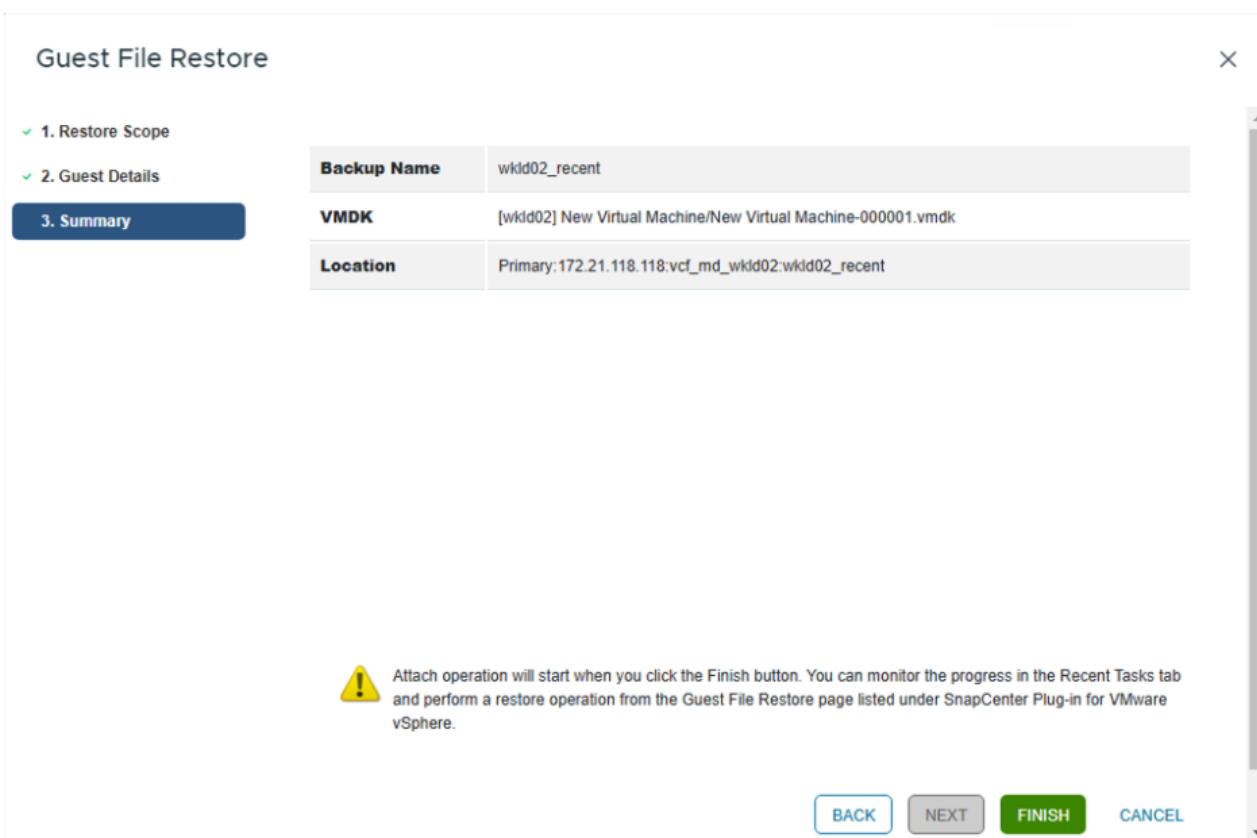 Guest File Restore
1. Restore Scope
2. Guest Details
3. Summary
Backup Name wkld02_recent
VMDK [wkld02] New Virtual Machine/New Virtual Machine-000001.vmdk
Location Primary:172.21.118.118:vcf_md_wkld02:wkld02_recent
Attach operation will start when you click the Finish button. You can monitor the progress in the Recent Tasks tab
and perform a restore operation from the Guest File Restore page listed under SnapCenter Plug-in for VMware
vSphere.
BACK NEXT FINISH CANCEL